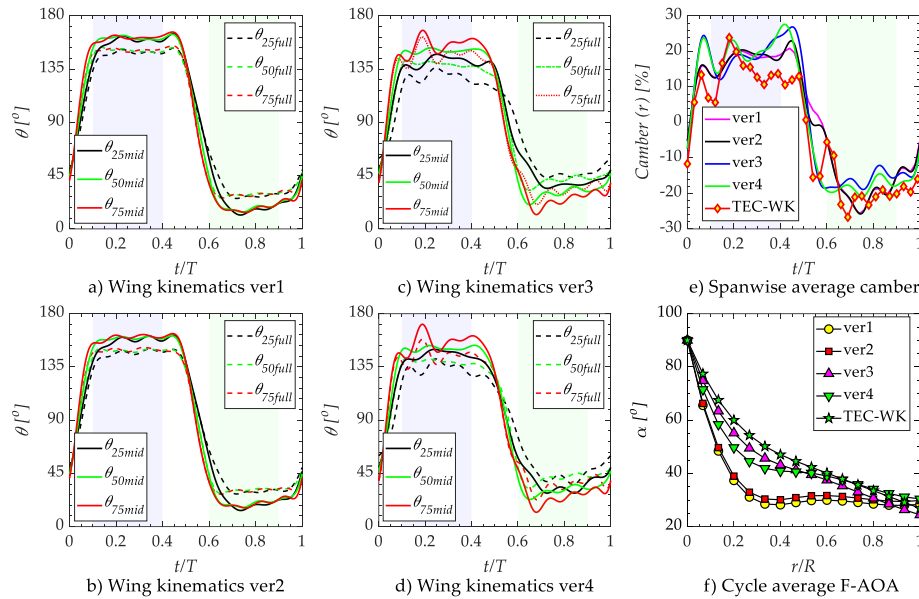 180
135
90
45
0
θ [º]
θ25full
θ50full
θ75full
θ25mid
θ50mid
θ75mid
0 0.2 0.4 0.6 0.8 1
t/T
a) Wing kinematics ver1
180
135
90
45
0
θ [º]
θ25full
θ50full
θ75full
θ25mid
θ50mid
θ75mid
0 0.2 0.4 0.6 0.8 1
t/T
c) Wing kinematics ver3
30
20
10
0
-10
-20
-30
Camber (r) [%]
ver1
ver2
ver3
ver4
TEC-WK
0 0.2 0.4 0.6 0.8 1
t/T
e) Spanwise average camber
180
135
90
45
0
θ [º]
θ25full
θ50full
θ75full
θ25mid
θ50mid
θ75mid
0 0.2 0.4 0.6 0.8 1
t/T
b) Wing kinematics ver2
180
135
90
45
0
θ [º]
θ25full
θ50full
θ75full
θ25mid
θ50mid
θ75mid
0 0.2 0.4 0.6 0.8 1
t/T
d) Wing kinematics ver4
100
80
60
40
20
α [º]
ver1
ver2
ver3
ver4
TEC-WK
0 0.2 0.4 0.6 0.8 1
r/R
f) Cycle average F-AOA